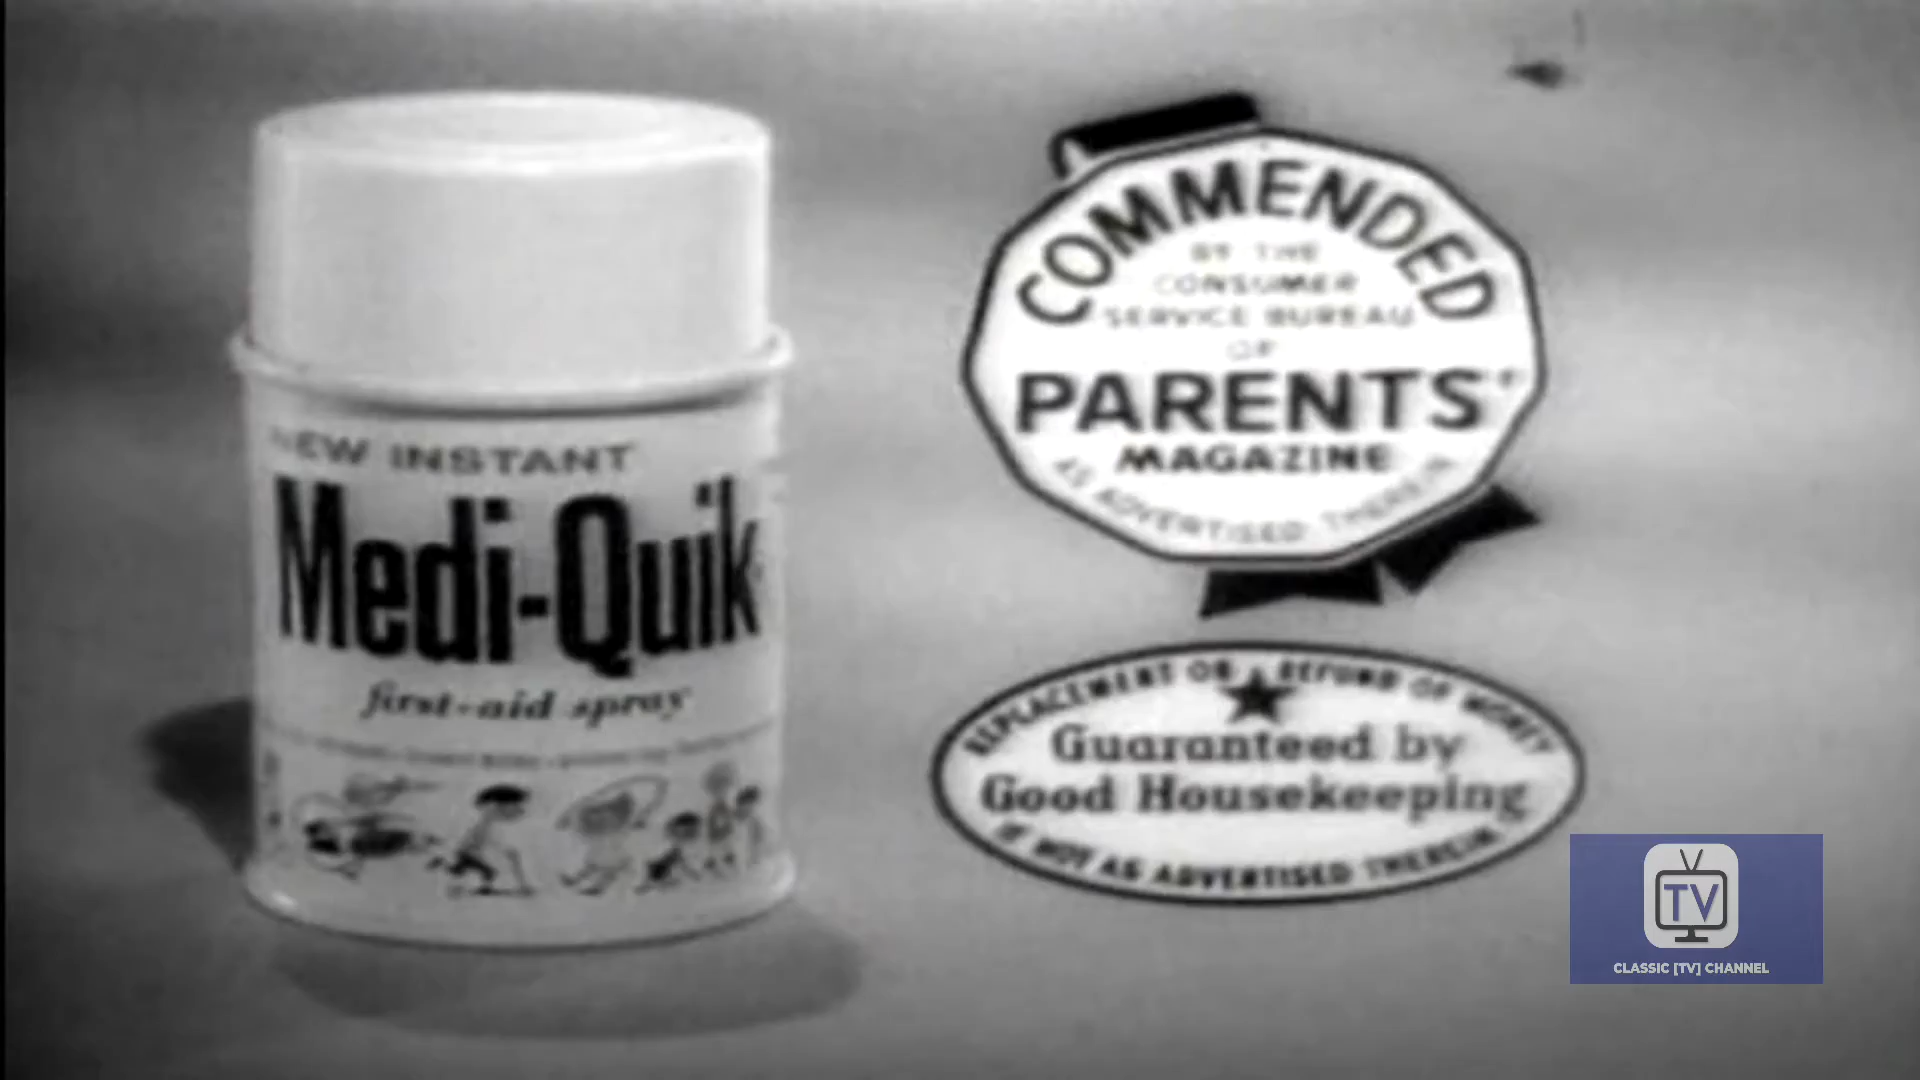 NEW INSTANT
Medi-Quik
first-aid spray
COMMENDED
BY THE
CONSUMER
SERVICE BUREAU
OF
PARENTS'
MAGAZINE
AS ADVERTISED THEREIN
REPLACEMENT OR REFUND OF MONEY
Guaranteed by
Good Housekeeping
IF NOT AS ADVERTISED THEREIN
TV
CLASSIC [TV] CHANNEL